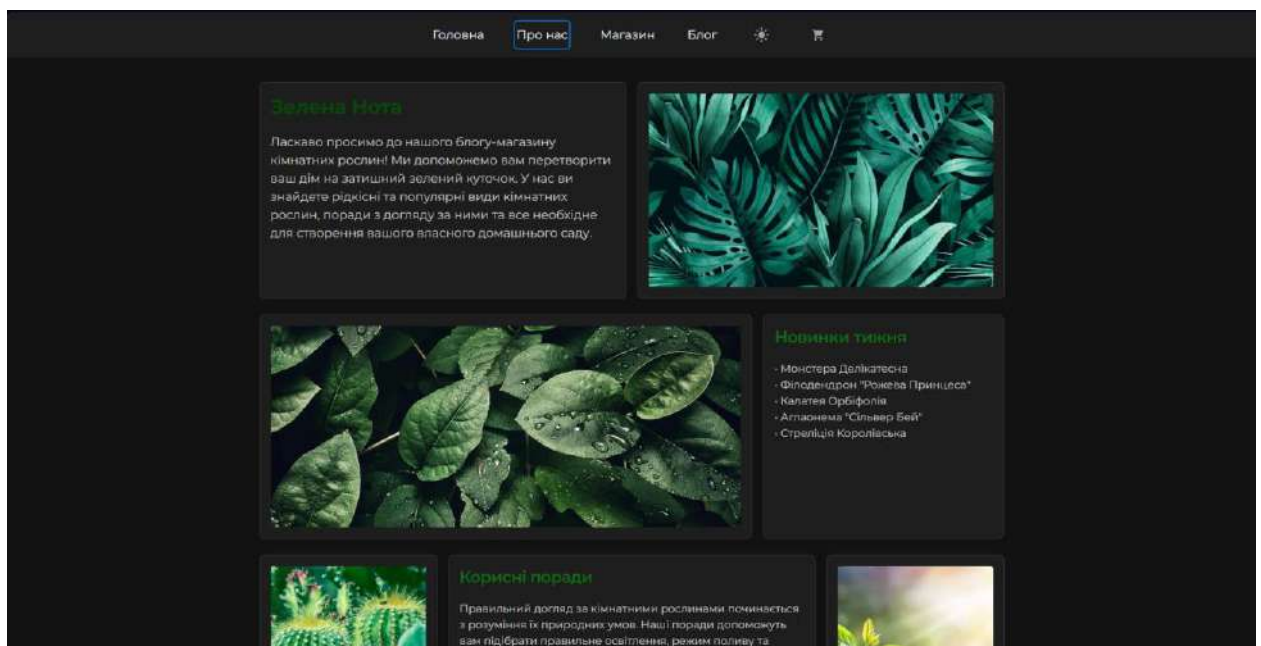 Головна Про нас Магазин Блог
Зелена Нота
Ласкаво просимо до нашого блогу-магазину
кімнатних рослин! Ми допоможемо вам перетворити
ваш дім на затишний зелений куточок. У нас ви
знайдете рідкісні та популярні види кімнатних
рослин, поради з догляду за ними та все необхідне
для створення вашого власного домашнього саду.
Новинки тижня
• Монстера Делікатесна
• Філодендрон "Рожева Принцеса"
• Калатея Орбіфолія
• Аглаонема "Сільвер Бей"
• Стреліція Королівська
Корисні поради
Правильний догляд за кімнатними рослинами починається
з розуміння їх природних умов. Наші поради допоможуть
вам підібрати правильне освітлення, режим поливу та